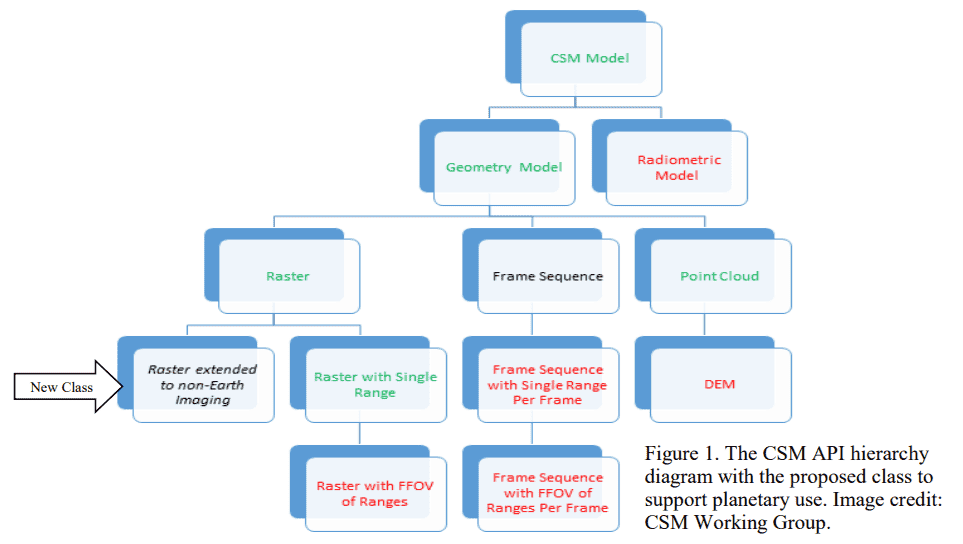 CSM Model
Geometry Model
Radiometric
Model
Raster
Frame Sequence
Point Cloud
New Class
Raster extended
to non-Earth
Imaging
Raster with Single
Range
Frame Sequence
with Single Range
Per Frame
DEM
Raster with FFOV
of Ranges
Frame Sequence
with FFOV of
Ranges Per Frame
Figure 1. The CSM API hierarchy
diagram with the proposed class to
support planetary use. Image credit:
CSM Working Group.